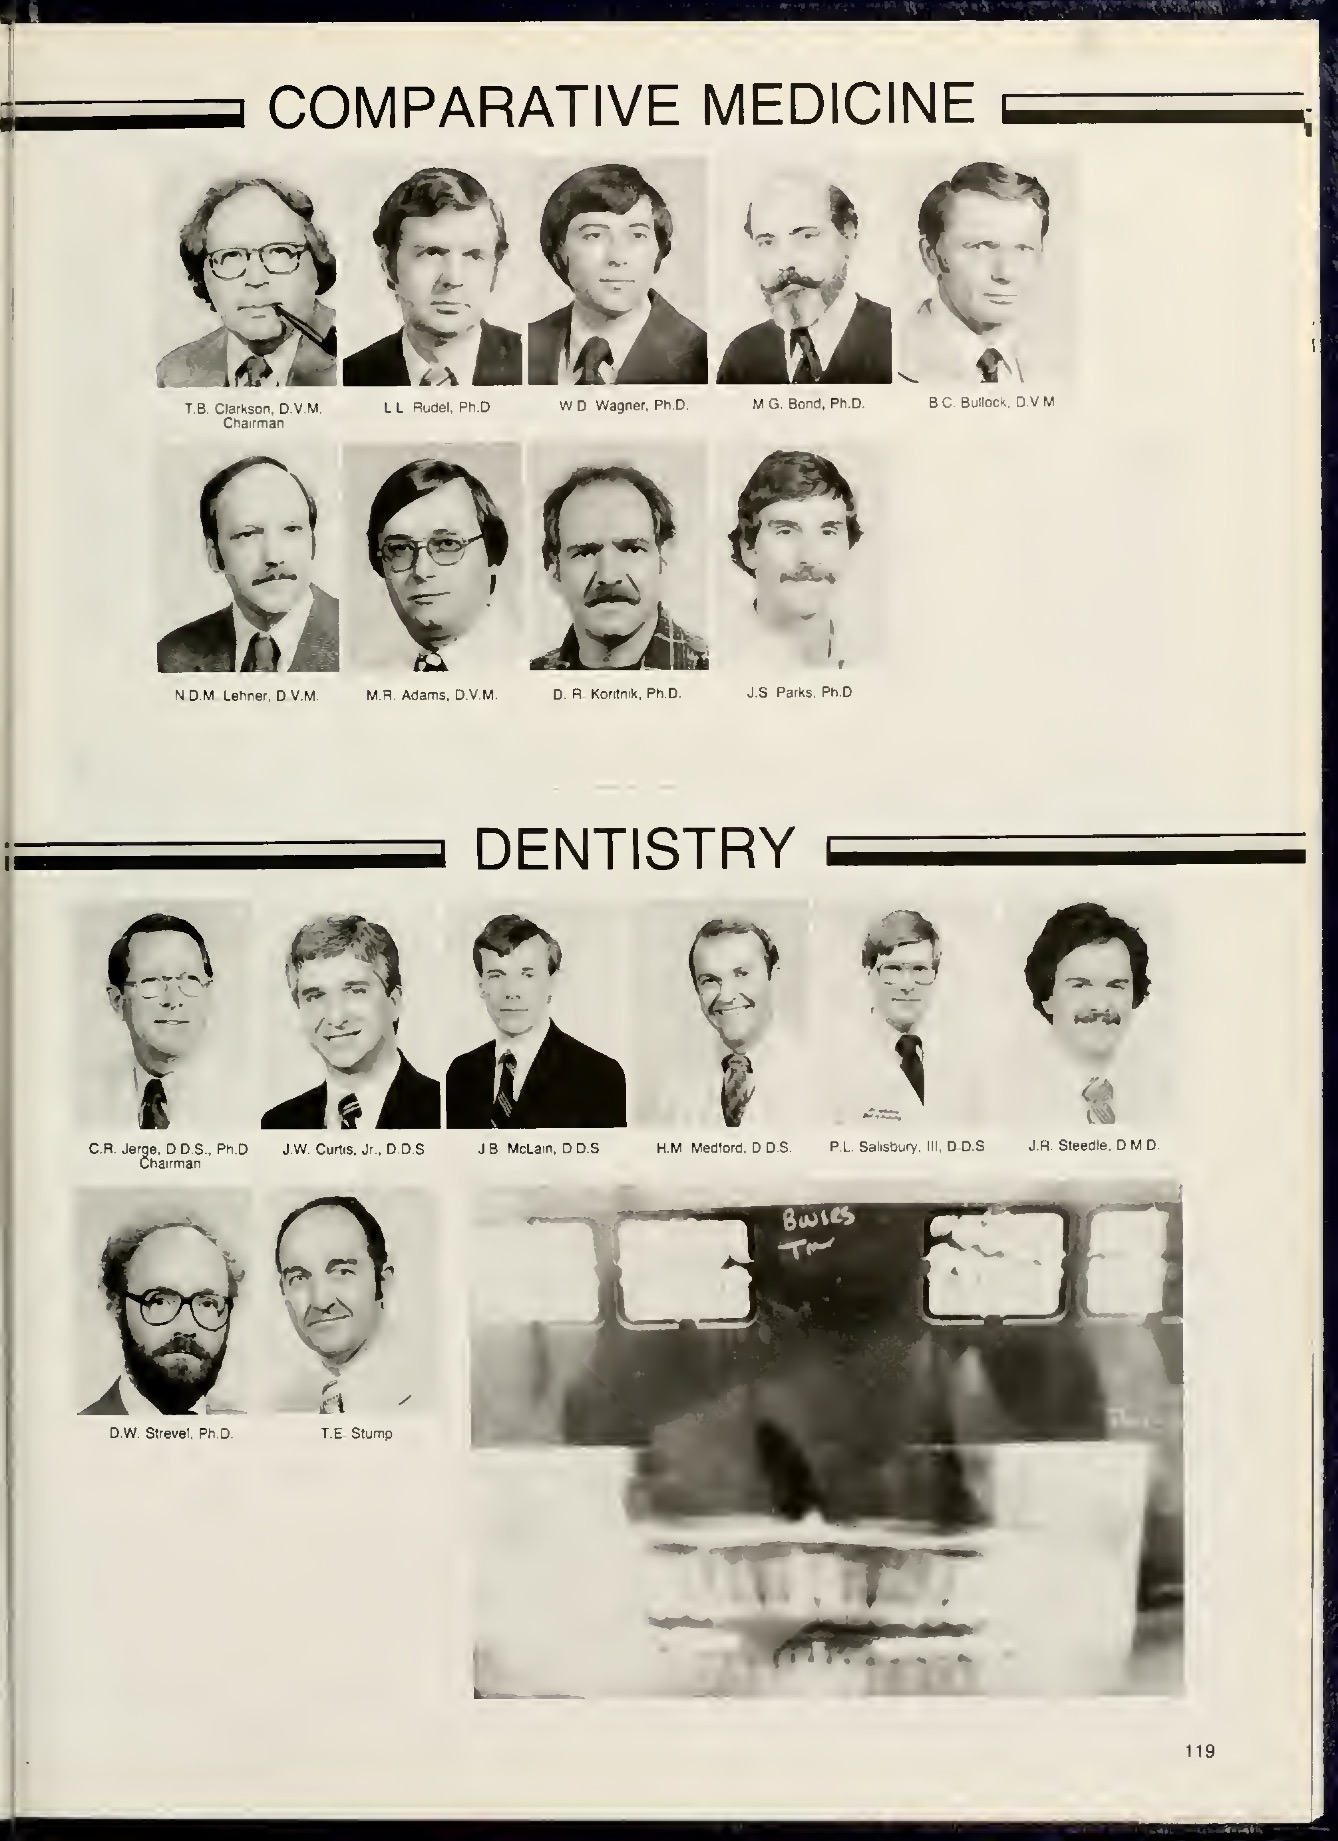 COMPARATIVE MEDICINE
T.B. Clarkson, D.V.M.
Chairman
L L Rudel, Ph.D
W D Wagner, Ph.D.
M G. Bond, Ph.D.
B C. Bullock, D.V M
N D.M Lehner, D.V.M.
M.R. Adams, D.V.M.
D. R. Koritnik, Ph.D.
J.S Parks, Ph.D
DENTISTRY
C.R. Jerge, D D.S., Ph.D
Chairman
J.W. Curtis, Jr., D.D.S
J B McLain, D D.S
H.M Medford, D D.S.
P.L. Salisbury, III, D.D.S
J.R. Steedle, D M D.
D.W. Strevel, Ph.D.
T.E. Stump
119